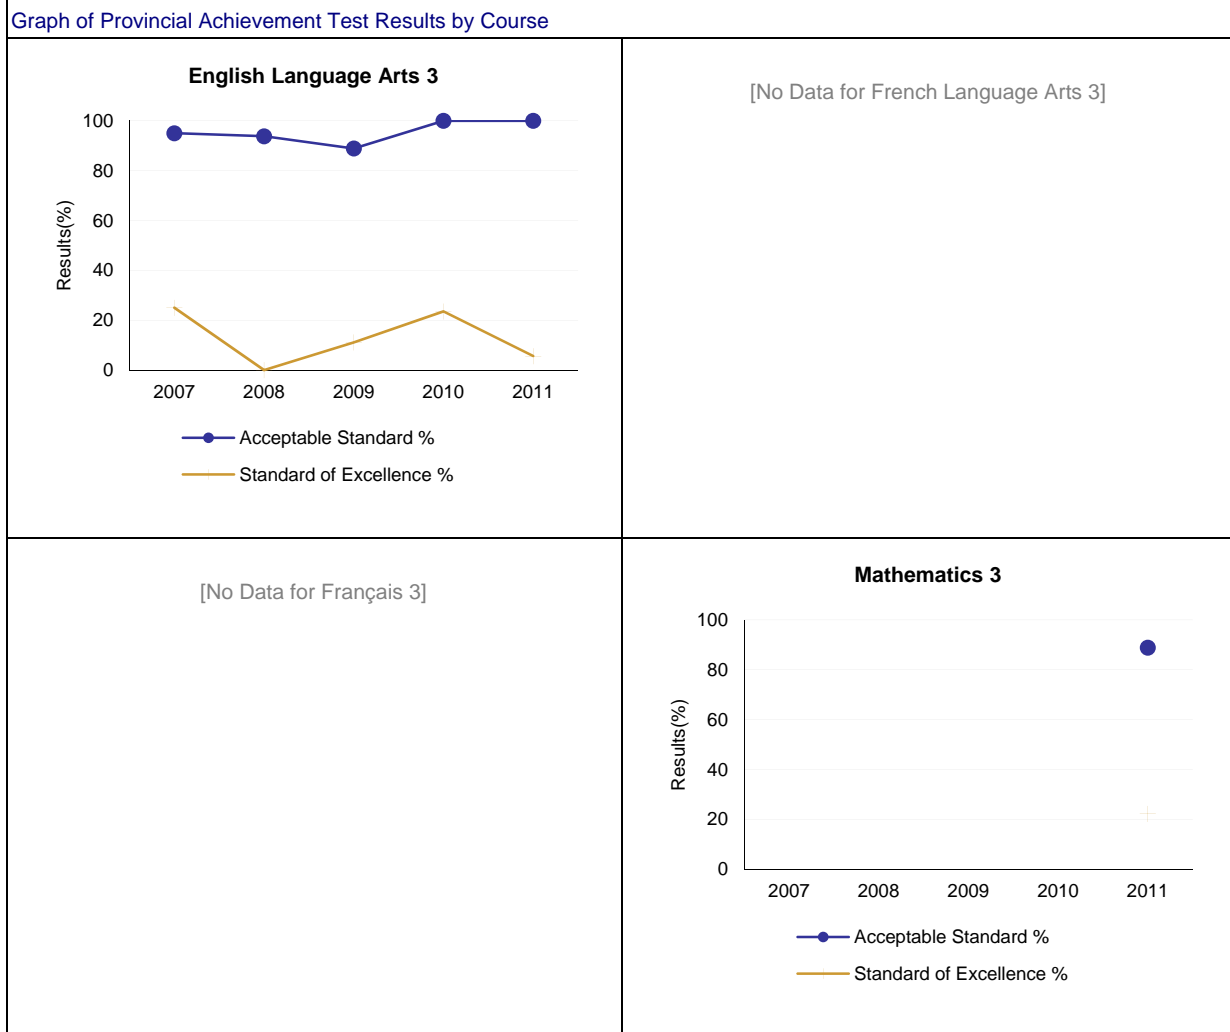 Graph of Provincial Achievement Test Results by Course
English Language Arts 3
100
80
60
40
20
0
Results(%)
2007 2008 2009 2010 2011
Acceptable Standard %
Standard of Excellence %
[No Data for French Language Arts 3]
[No Data for Français 3]
Mathematics 3
100
80
60
40
20
0
Results(%)
2007 2008 2009 2010 2011
Acceptable Standard %
Standard of Excellence %